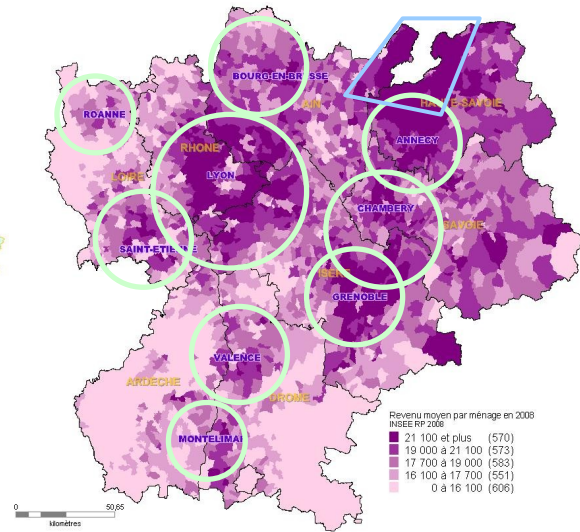 BOURG-EN-BRESSE
AIN
HAUTE-SAVOIE
ROANNE
ANNECY
RHONE
LYON
LOIRE
CHAMBERY
SAVOIE
SAINT-ETIENNE
ISERE
GRENOBLE
VALENCE
ARDECHE
DROME
MONTELIMAR
Revenu moyen par ménage en 2008
INSEE RP 2008
21 100 et plus (570)
19 000 à 21 100 (573)
17 700 à 19 000 (583)
16 100 à 17 700 (551)
0 à 16 100 (606)
0 50,65
kilomètres